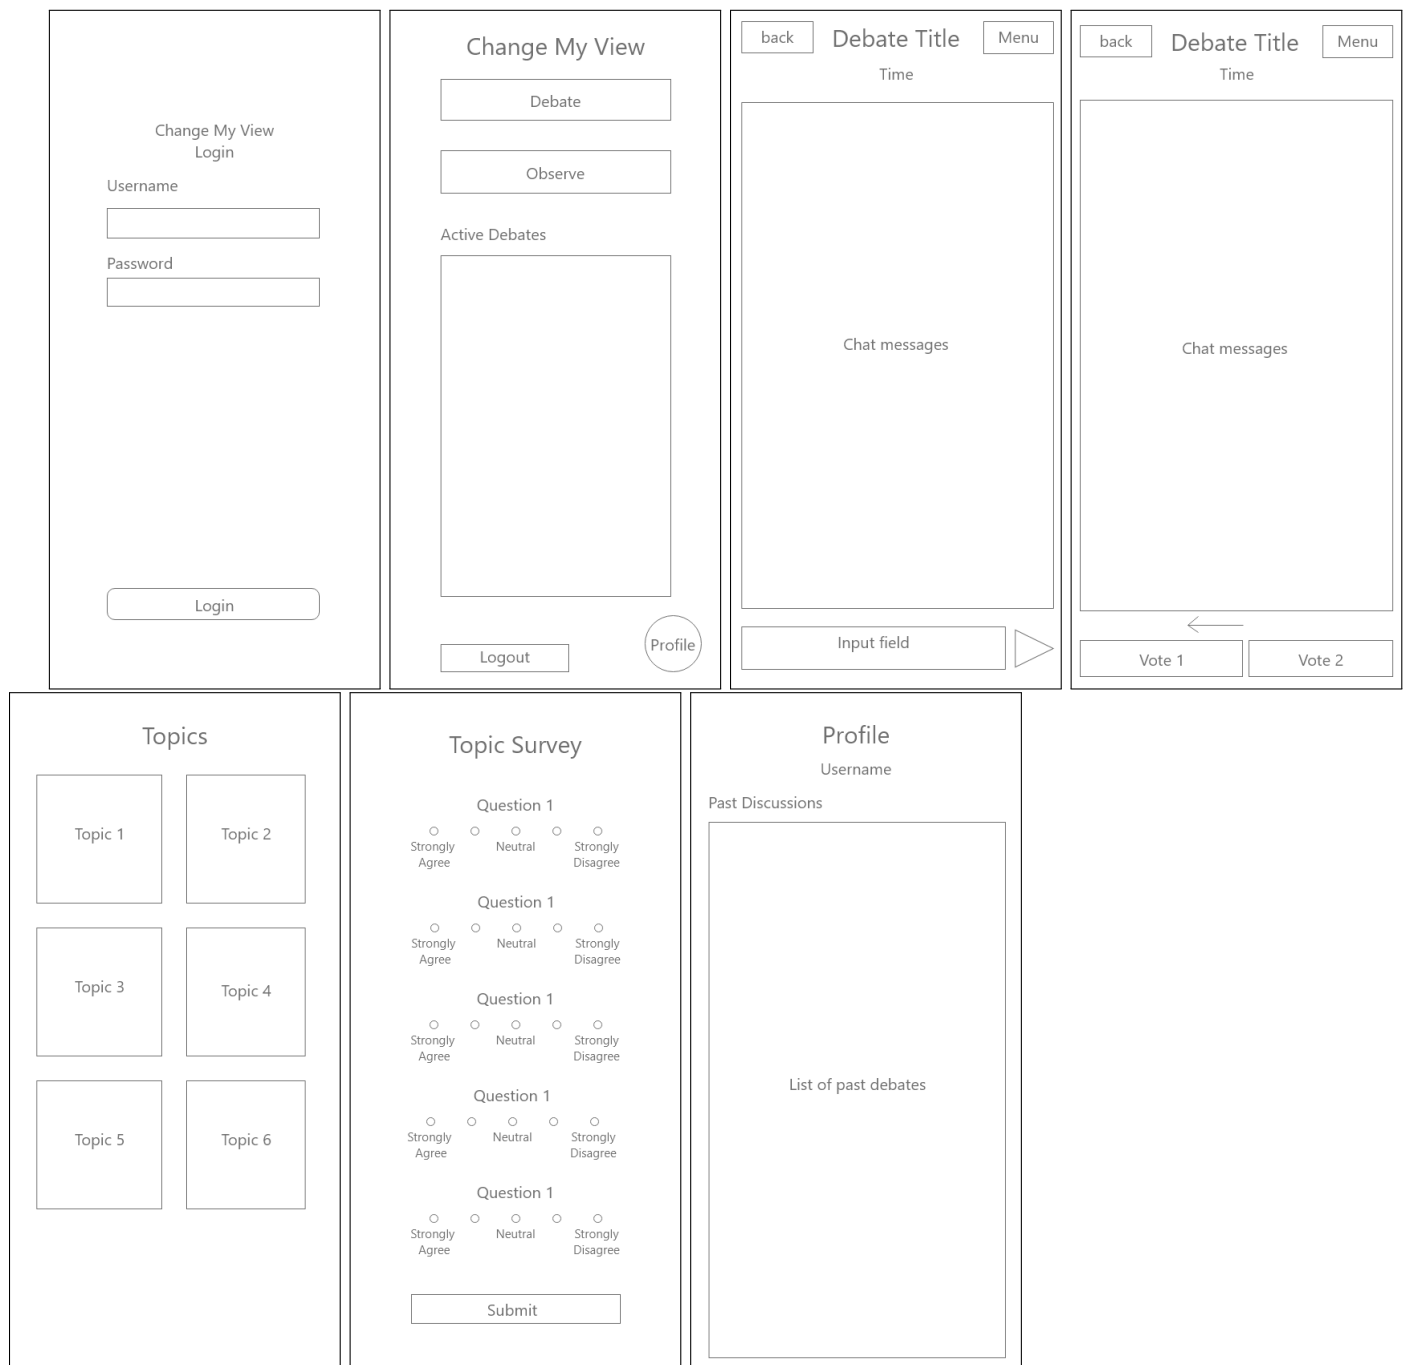 Change My View
Login
Username
Password
Login
Change My View
Debate
Observe
Active Debates
Logout
Profile
back
Debate Title
Menu
Time
Chat messages
Input field
back
Debate Title
Menu
Time
Chat messages
Vote 1
Vote 2
Topics
Topic 1
Topic 2
Topic 3
Topic 4
Topic 5
Topic 6
Topic Survey
Question 1
Strongly Agree
Neutral
Strongly Disagree
Question 1
Strongly Agree
Neutral
Strongly Disagree
Question 1
Strongly Agree
Neutral
Strongly Disagree
Question 1
Strongly Agree
Neutral
Strongly Disagree
Question 1
Strongly Agree
Neutral
Strongly Disagree
Submit
Profile
Username
Past Discussions
List of past debates